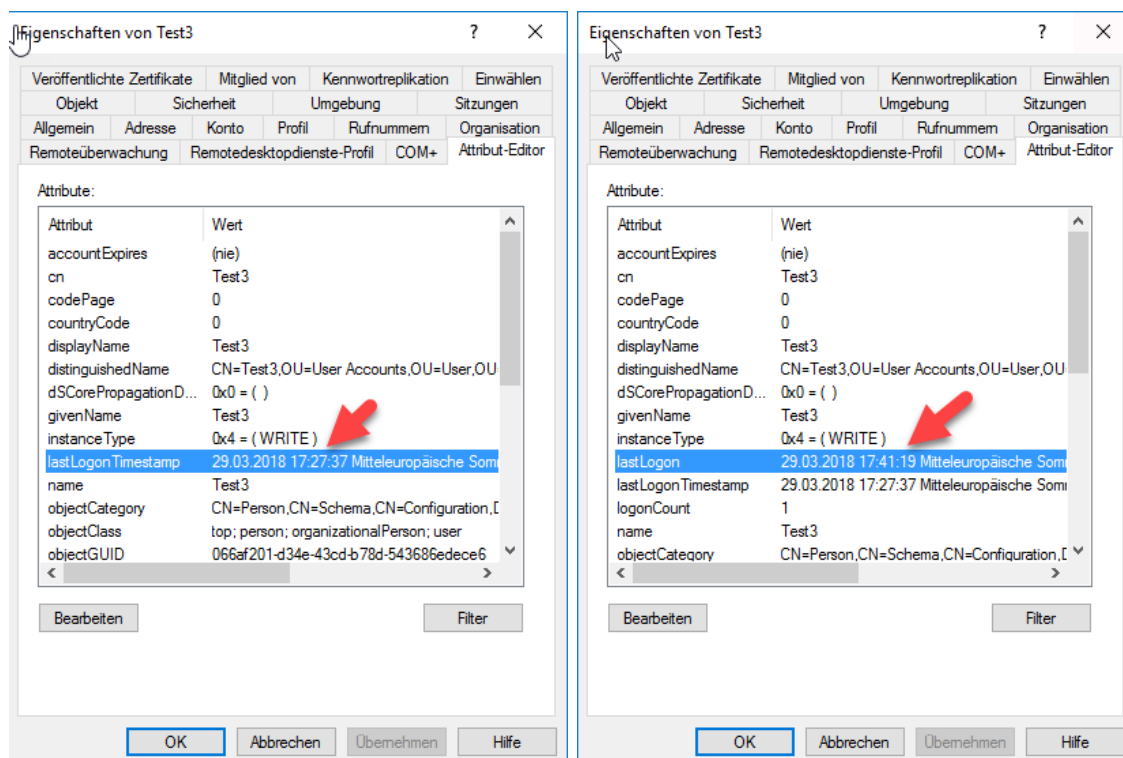 Eigenschaften von Test3 ?
Veröffentlichte Zertifikate Mitglied von Kennwortreplikation Einwählen
Objekt Sicherheit Umgebung Sitzungen
Allgemein Adresse Konto Profil Rufnummern Organisation
Remoteüberwachung Remotedesktopdienste-Profil COM+ Attribut-Editor
Attribute:
Attribut Wert
accountExpires (nie)
cn Test3
codePage 0
countryCode 0
displayName Test3
distinguishedName CN=Test3,OU=User Accounts,OU=User,OU
dSCorePropagationD... 0x0 = ( )
givenName Test3
instanceType 0x4 = ( WRITE )
lastLogonTimestamp 29.03.2018 17:27:37 Mitteleuropäische Som
name Test3
objectCategory CN=Person,CN=Schema,CN=Configuration,
objectClass top; person; organizationalPerson; user
objectGUID 066af201-d34e-43cd-b78d-543686edece6
Bearbeiten Filter
OK Abbrechen Übernehmen Hilfe
Eigenschaften von Test3 ?
Veröffentlichte Zertifikate Mitglied von Kennwortreplikation Einwählen
Objekt Sicherheit Umgebung Sitzungen
Allgemein Adresse Konto Profil Rufnummern Organisation
Remoteüberwachung Remotedesktopdienste-Profil COM+ Attribut-Editor
Attribute:
Attribut Wert
accountExpires (nie)
cn Test3
codePage 0
countryCode 0
displayName Test3
distinguishedName CN=Test3,OU=User Accounts,OU=User,OU
dSCorePropagationD... 0x0 = ( )
givenName Test3
instanceType 0x4 = ( WRITE )
lastLogon 29.03.2018 17:41:19 Mitteleuropäische Som
lastLogonTimestamp 29.03.2018 17:27:37 Mitteleuropäische Som
logonCount 1
name Test3
objectCategory CN=Person,CN=Schema,CN=Configuration,
Bearbeiten Filter
OK Abbrechen Übernehmen Hilfe